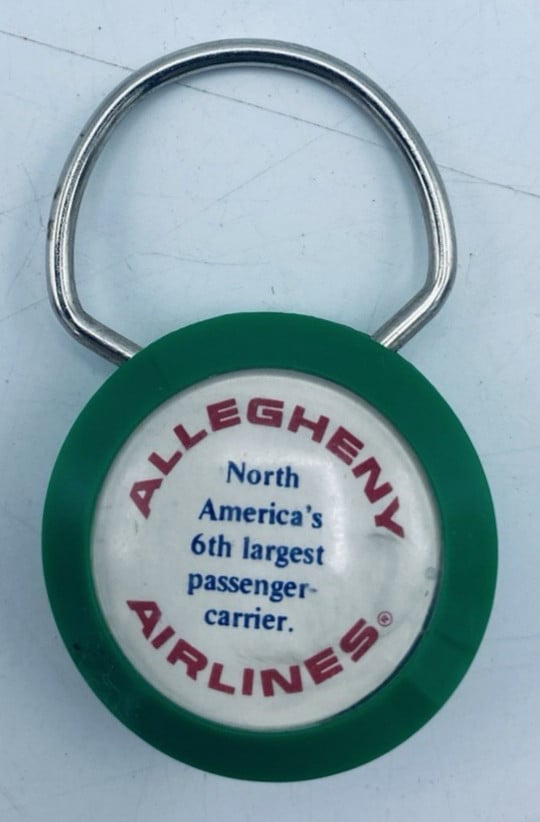 ALLEGHENY
North
America's
6th largest
passenger-
carrier.
AIRLINES®